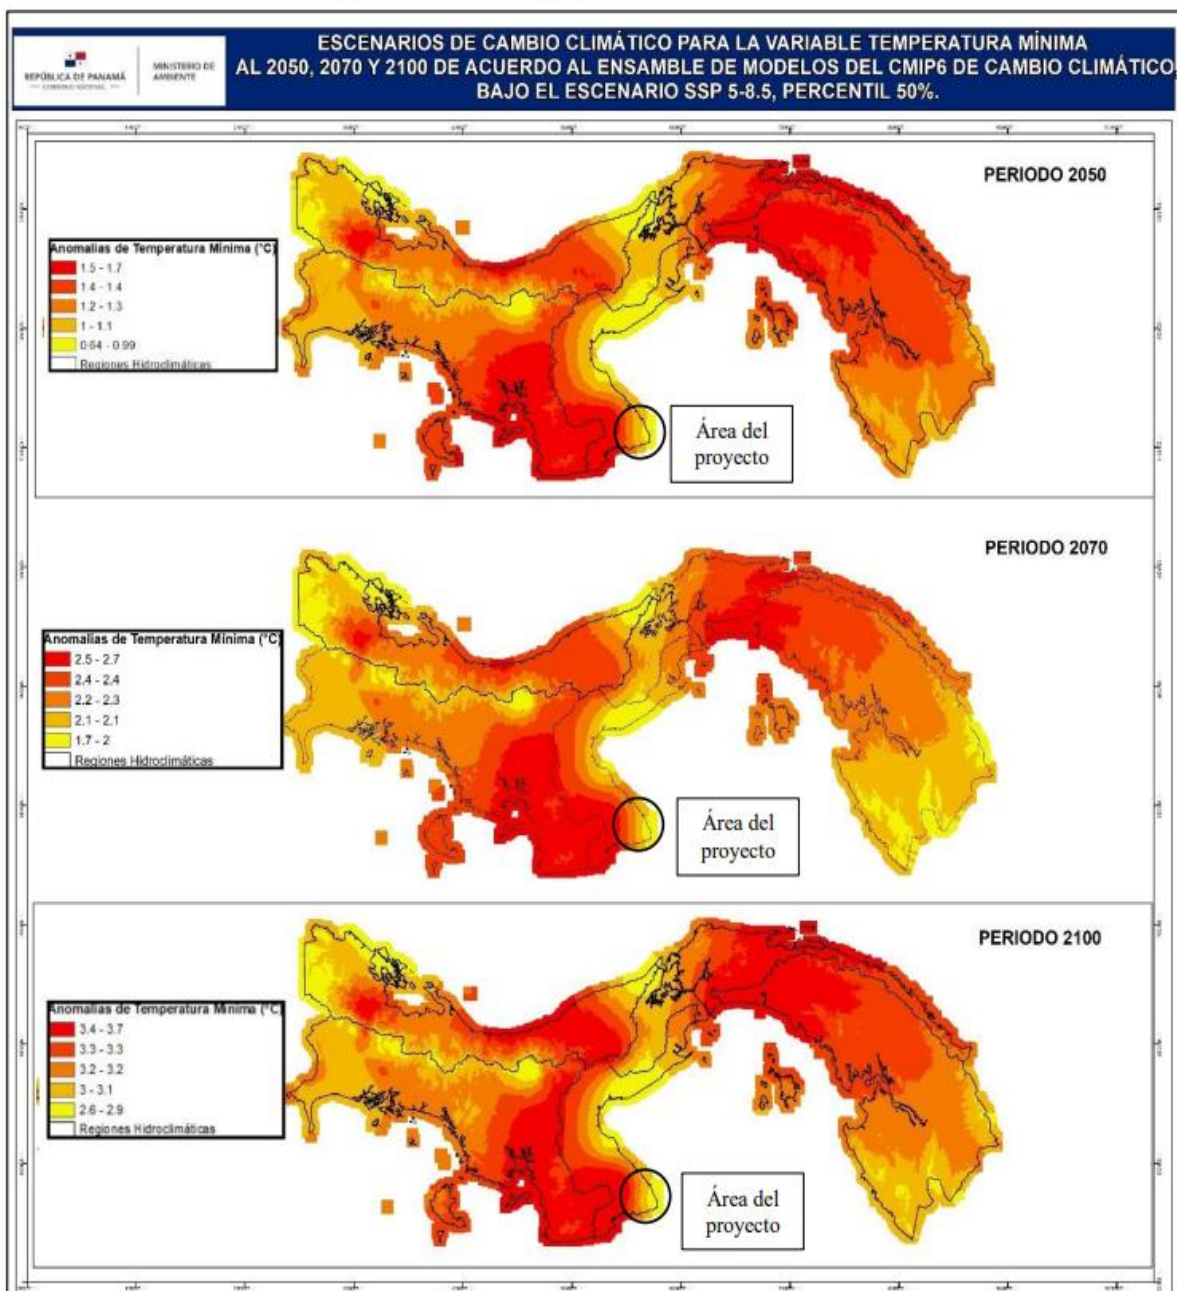 REPÚBLICA DE PANAMÁ
— GOBIERNO NACIONAL —
MINISTERIO DE
AMBIENTE
ESCENARIOS DE CAMBIO CLIMÁTICO PARA LA VARIABLE TEMPERATURA MÍNIMA
AL 2050, 2070 Y 2100 DE ACUERDO AL ENSAMBLE DE MODELOS DEL CMIP6 DE CAMBIO CLIMÁTICO,
BAJO EL ESCENARIO SSP 5-8.5, PERCENTIL 50%.
PERIODO 2050
Anomalias de Temperatura Mínima (°C)
1.5 - 1.7
1.4 - 1.4
1.2 - 1.3
1 - 1.1
0.64 - 0.99
Regiones Hidroclimáticas
Área del
proyecto
PERIODO 2070
Anomalias de Temperatura Mínima (°C)
2.5 - 2.7
2.4 - 2.4
2.2 - 2.3
2.1 - 2.1
1.7 - 2
Regiones Hidroclimáticas
Área del
proyecto
PERIODO 2100
Anomalias de Temperatura Mínima (°C)
3.4 - 3.7
3.3 - 3.3
3.2 - 3.2
3 - 3.1
2.6 - 2.9
Regiones Hidroclimáticas
Área del
proyecto